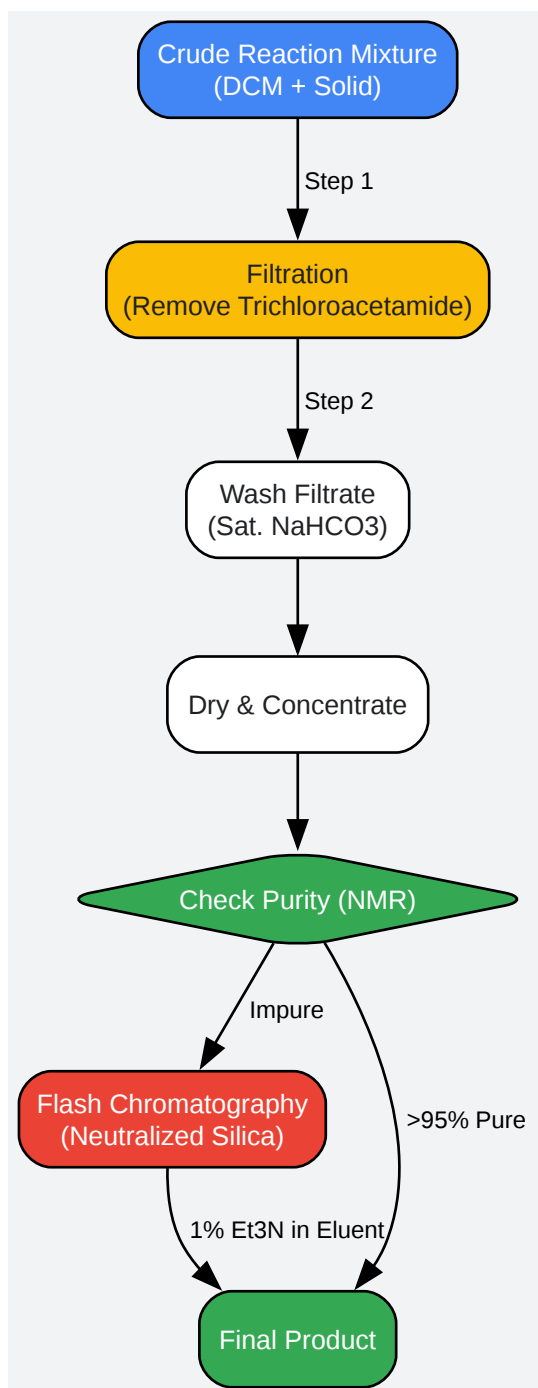 Crude Reaction Mixture
(DCM + Solid)
Step 1
Filtration
(Remove Trichloroacetamide)
Step 2
Wash Filtrate
(Sat. NaHCO3)
Dry & Concentrate
Check Purity (NMR)
Impure
Flash Chromatography
(Neutralized Silica)
>95% Pure
1% Et3N in Eluent
Final Product